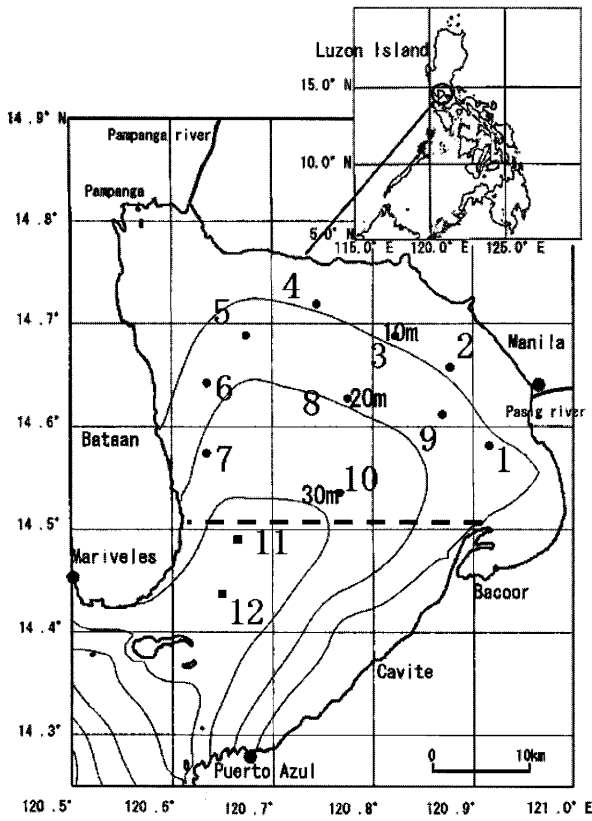 Luzon Island
15.0° N
10.0° N
5.0° N
115.0° E 120.0° E 125.0° E
14.9° N
Pampanga river
Pampanga
14.8°
4
5
14.7°
10m
3
2
Manila
6
8
20m
14.6°
9
Pasig river
Bataan
7
1
10
30m
14.5°
11
Mariveles
12
Bacoor
14.4°
Cavite
14.3°
0 10km
Puerto Azul
120.5° 120.6° 120.7° 120.8° 120.9° 121.0° E